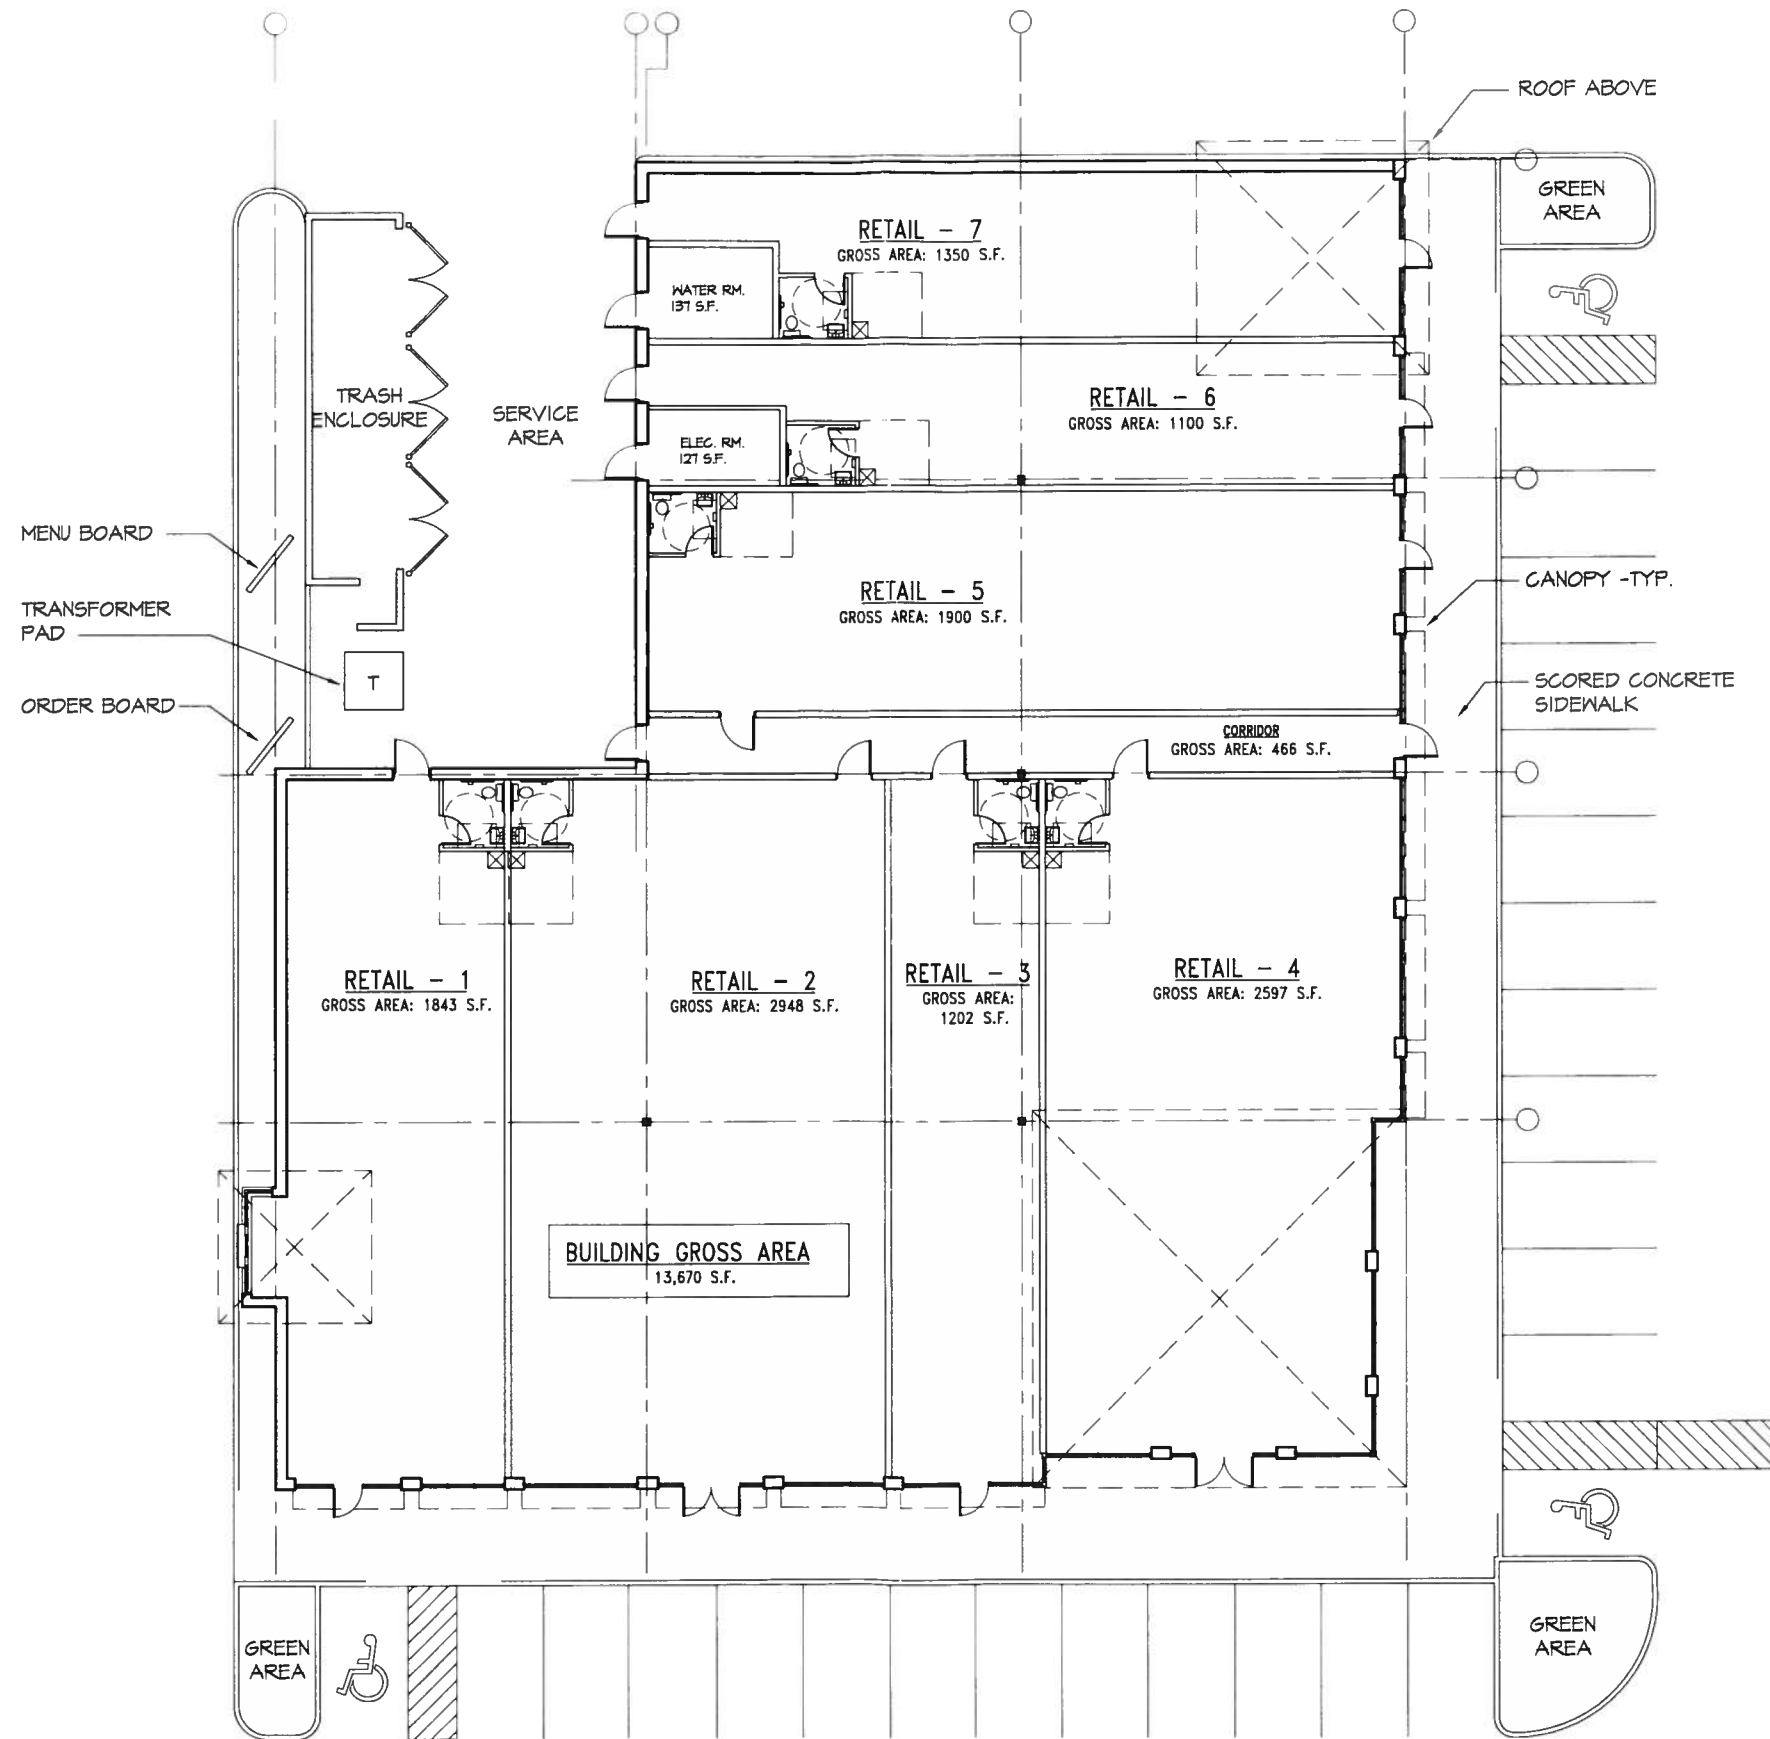 ROOF ABOVE
GREEN
AREA
RETAIL - 7
GROSS AREA: 1350 S.F.
WATER RM.
137 S.F.
TRASH
ENCLOSURE
SERVICE
AREA
RETAIL - 6
GROSS AREA: 1100 S.F.
ELEC. RM.
127 S.F.
MENU BOARD
TRANSFORMER
PAD
T
ORDER BOARD
RETAIL - 5
GROSS AREA: 1900 S.F.
CANOPY -TYP.
SCORED CONCRETE
SIDEWALK
CORRIDOR
GROSS AREA: 466 S.F.
RETAIL - 1
GROSS AREA: 1843 S.F.
RETAIL - 2
GROSS AREA: 2948 S.F.
RETAIL - 3
GROSS AREA:
1202 S.F.
RETAIL - 4
GROSS AREA: 2597 S.F.
BUILDING GROSS AREA
13,670 S.F.
GREEN
AREA
GREEN
AREA